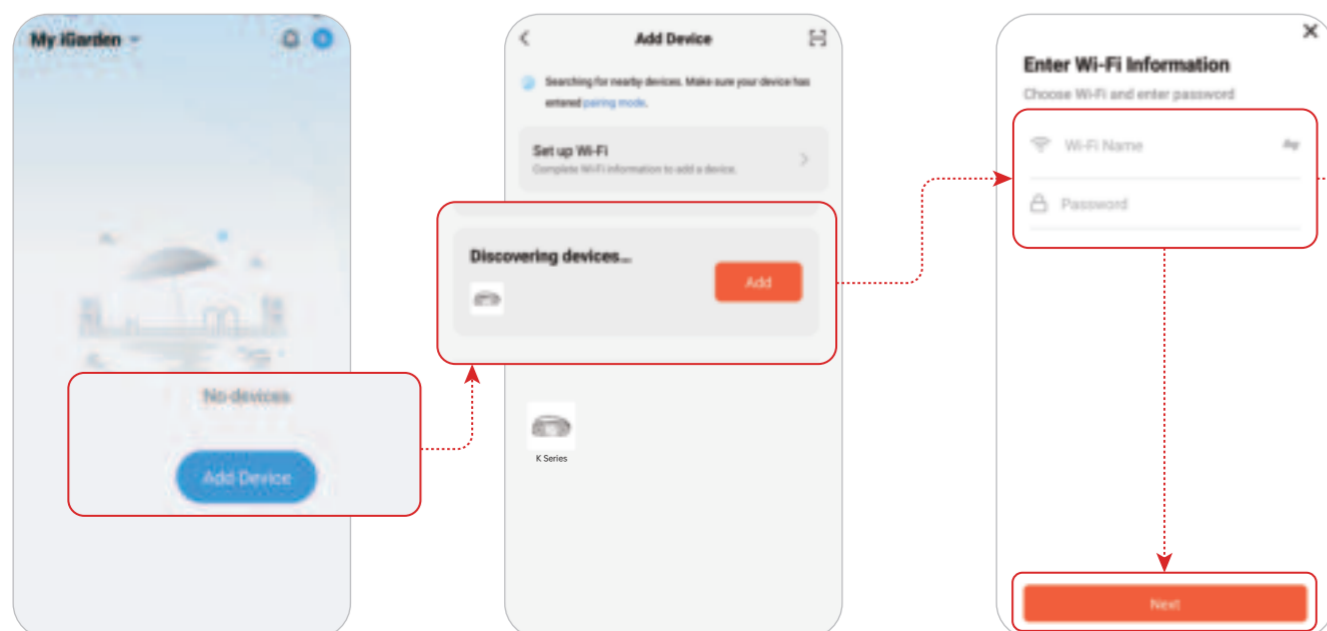 My iGarden
No devices
Add Device
Add Device
Searching for nearby devices. Make sure your device has
entered pairing mode.
Set up Wi-Fi
Complete Wi-Fi information to add a device.
Discovering devices...
Add
K Series
Enter Wi-Fi Information
Choose Wi-Fi and enter password
Wi-Fi Name
Password
Next